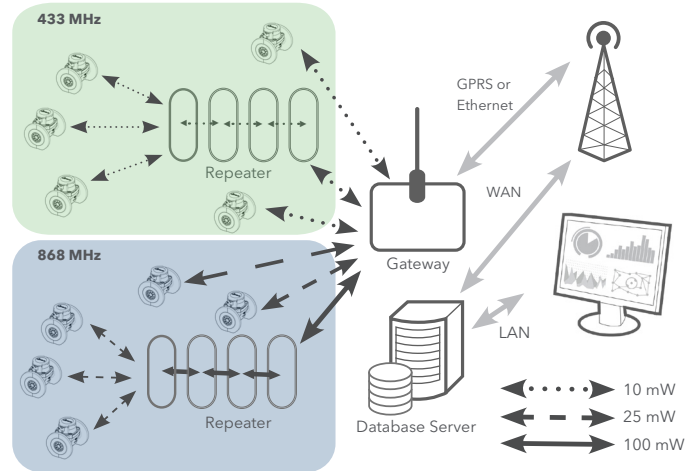 433 MHz
GPRS or
Ethernet
Repeater
WAN
Gateway
868 MHz
LAN
Repeater
Database Server
10 mW
25 mW
100 mW